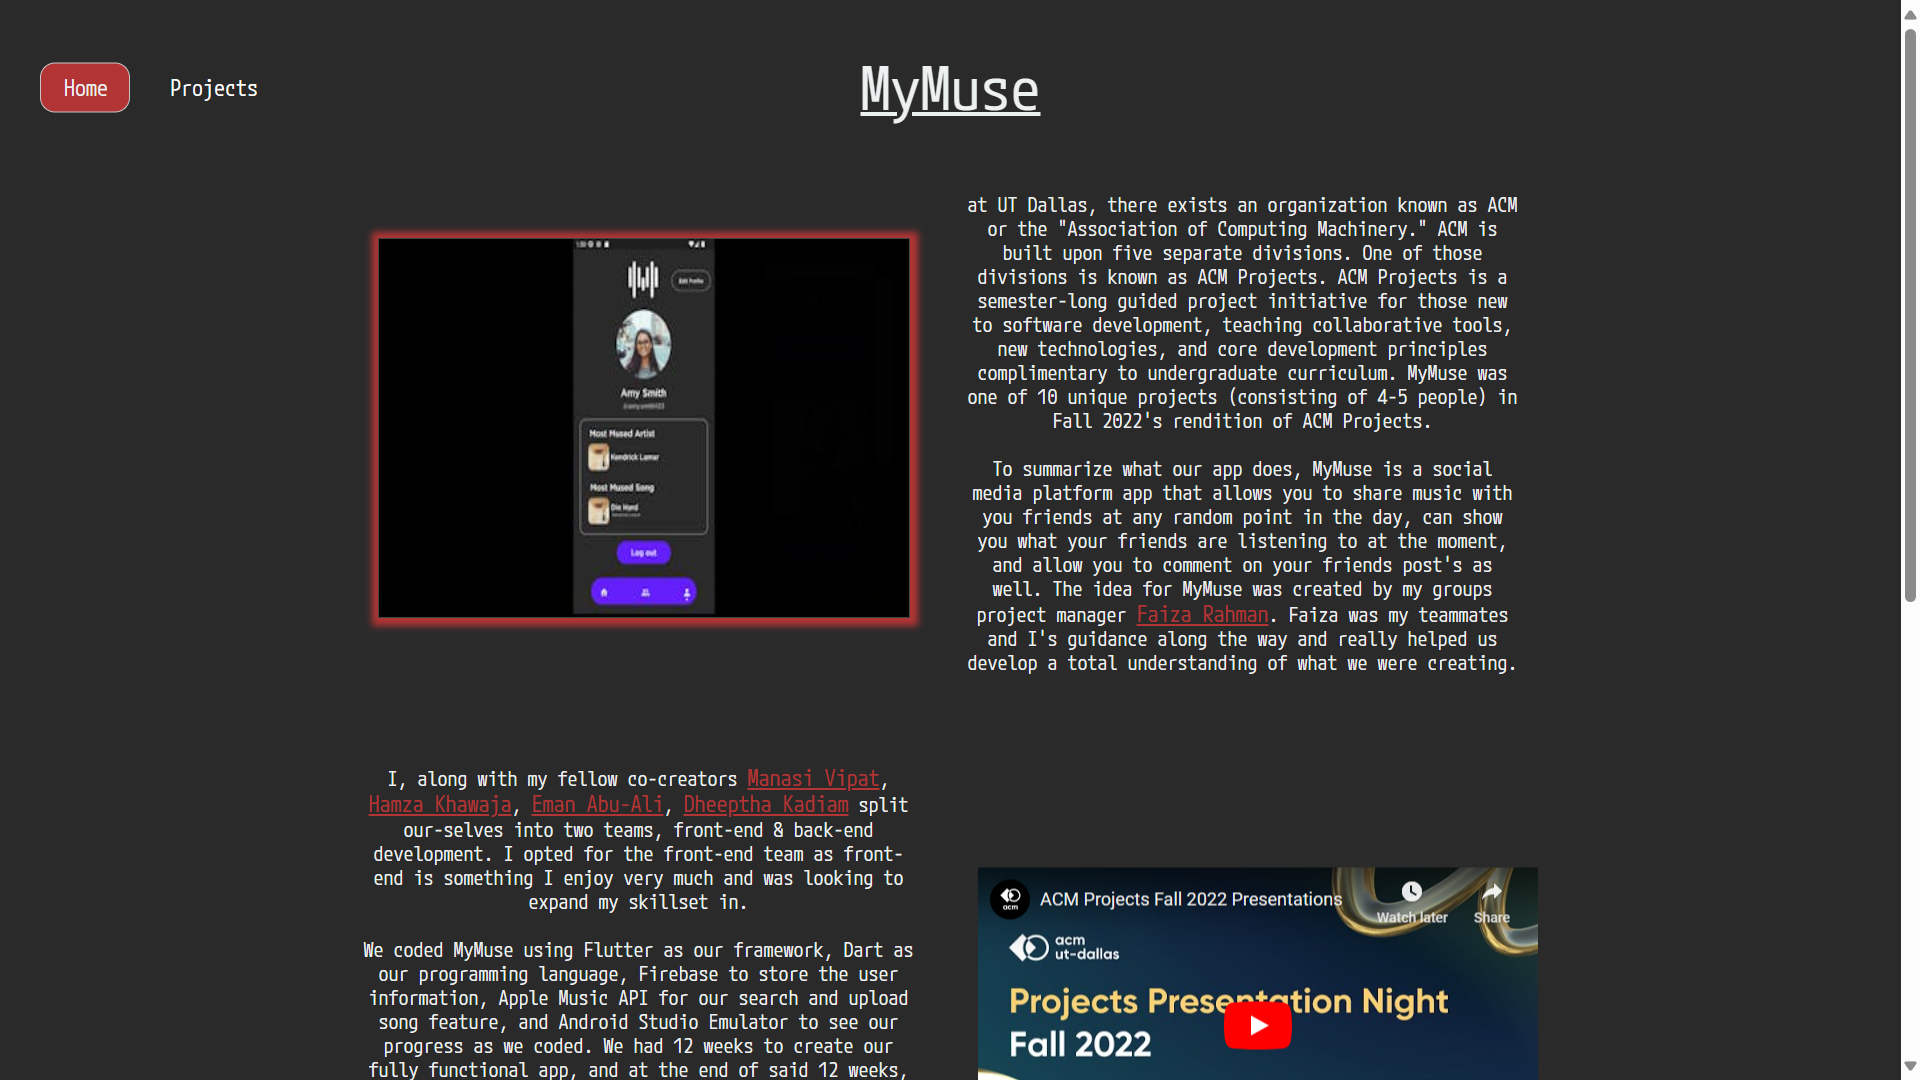 Home
Projects
MyMuse
Edit Profile
Amy Smith
Most Mused Artist
Kendrick Lamar
Most Mused Song
Die Hard
Log out
at UT Dallas, there exists an organization known as ACM
or the "Association of Computing Machinery." ACM is
built upon five separate divisions. One of those
divisions is known as ACM Projects. ACM Projects is a
semester-long guided project initiative for those new
to software development, teaching collaborative tools,
new technologies, and core development principles
complimentary to undergraduate curriculum. MyMuse was
one of 10 unique projects (consisting of 4-5 people) in
Fall 2022's rendition of ACM Projects.
To summarize what our app does, MyMuse is a social
media platform app that allows you to share music with
you friends at any random point in the day, can show
you what your friends are listening to at the moment,
and allow you to comment on your friends post's as
well. The idea for MyMuse was created by my groups
project manager Faiza Rahman. Faiza was my teammates
and I's guidance along the way and really helped us
develop a total understanding of what we were creating.
I, along with my fellow co-creators Manasi Vipat,
Hamza Khawaja, Eman Abu-Ali, Dheeptha Kadiam split
our-selves into two teams, front-end & back-end
development. I opted for the front-end team as front-
end is something I enjoy very much and was looking to
expand my skillset in.
We coded MyMuse using Flutter as our framework, Dart as
our programming language, Firebase to store the user
information, Apple Music API for our search and upload
song feature, and Android Studio Emulator to see our
progress as we coded. We had 12 weeks to create our
fully functional app, and at the end of said 12 weeks,
acm
ACM Projects Fall 2022 Presentations
Watch later
Share
acm
ut-dallas
Projects Presentation Night
Fall 2022